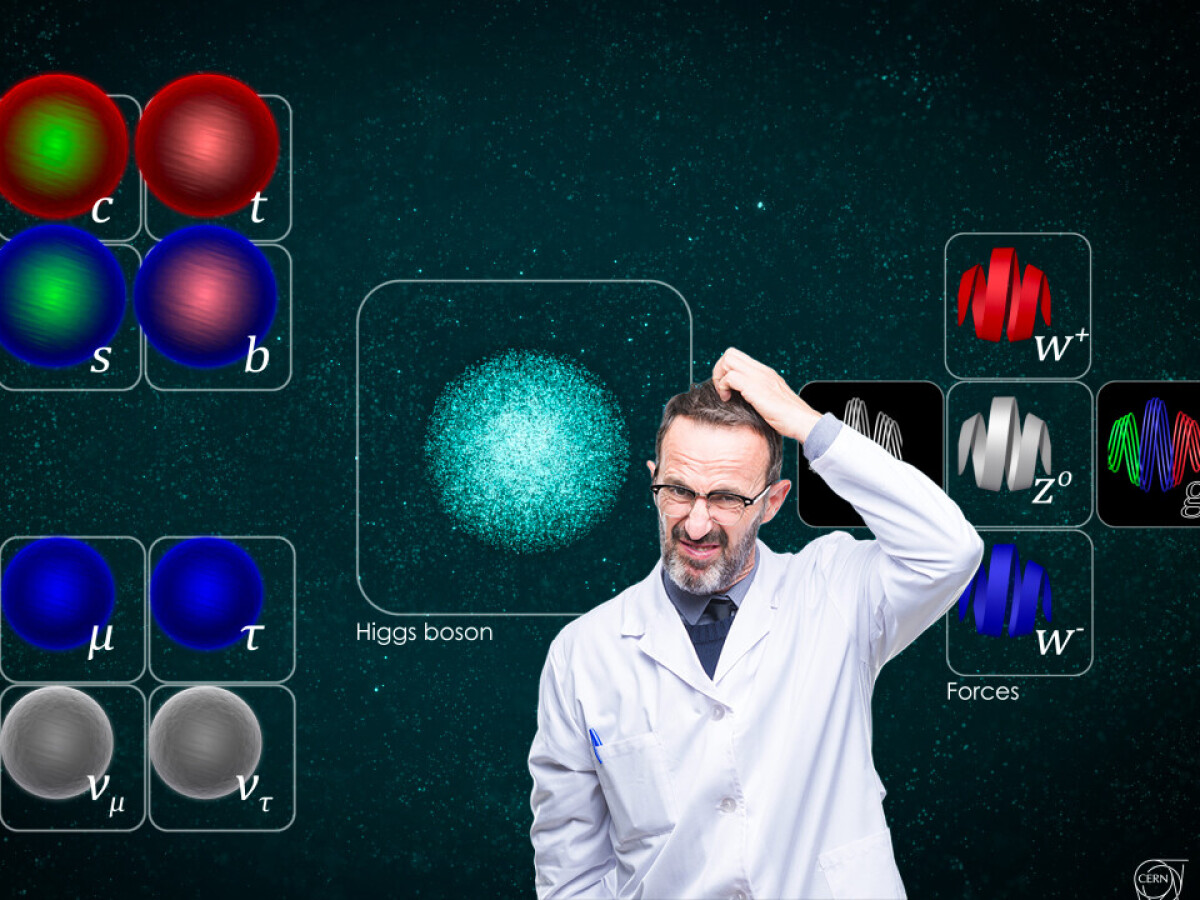 c
t
s
b
W⁺
Z⁰
g
Higgs boson
μ
τ
W⁻
Forces
ν_μ
ν_τ
CERN